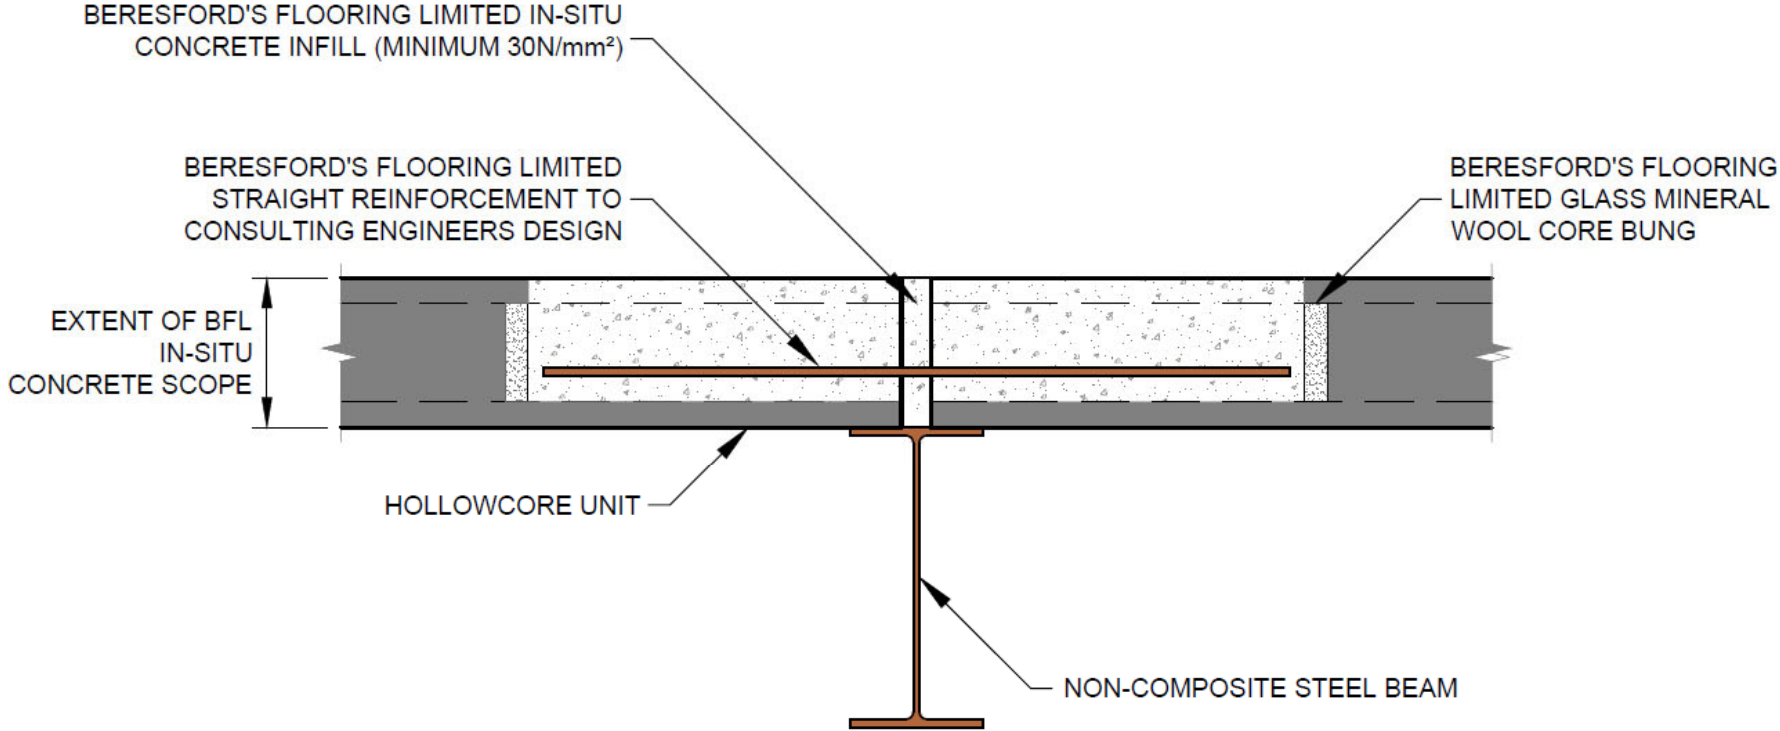 BERESFORD'S FLOORING LIMITED IN-SITU
CONCRETE INFILL (MINIMUM 30N/mm²)
BERESFORD'S FLOORING LIMITED
STRAIGHT REINFORCEMENT TO
CONSULTING ENGINEERS DESIGN
BERESFORD'S FLOORING
LIMITED GLASS MINERAL
WOOL CORE BUNG
EXTENT OF BFL
IN-SITU
CONCRETE SCOPE
HOLLOWCORE UNIT
NON-COMPOSITE STEEL BEAM